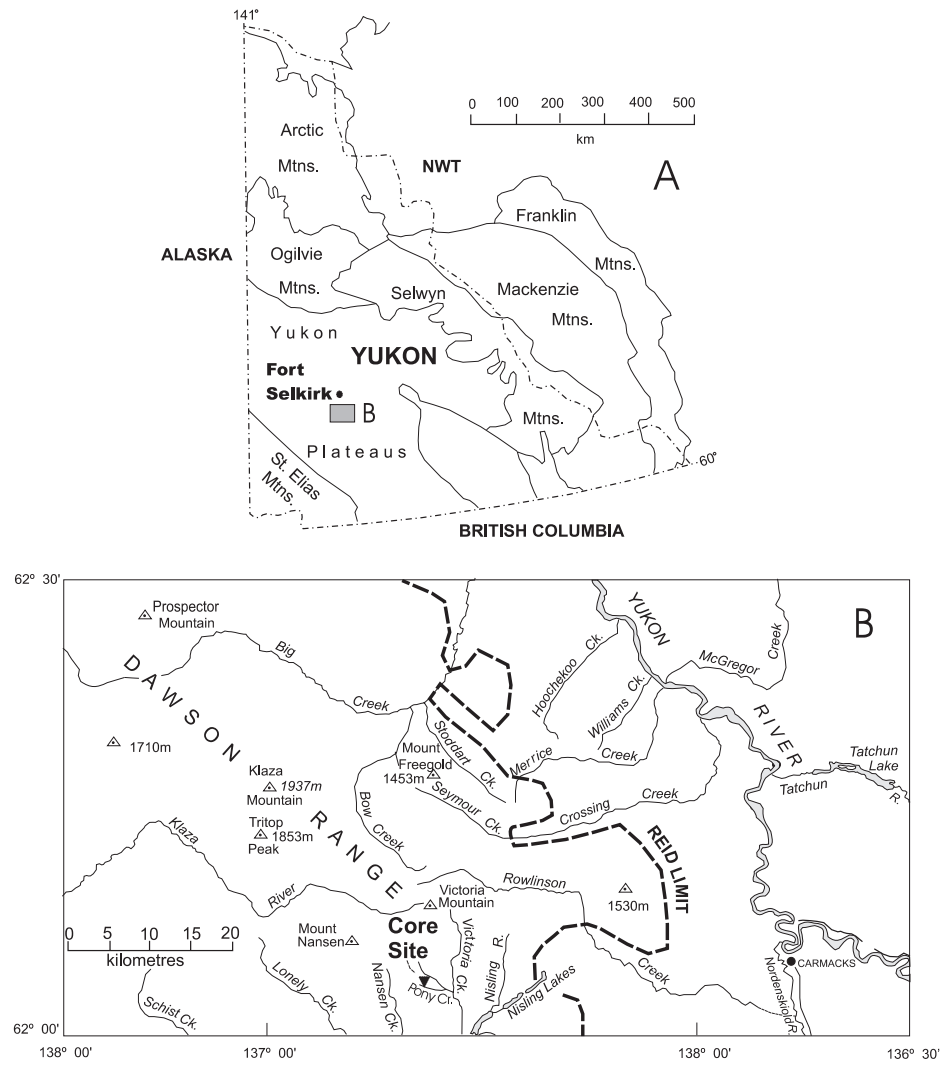 141°
0 100 200 300 400 500
km
A
Arctic
Mtns.
NWT
Franklin
Mtns.
ALASKA
Ogilvie
Mtns.
Selwyn
Mackenzie
Mtns.
Yukon
YUKON
Fort
Selkirk
B
Mtns.
Plateaus
St. Elias
Mtns.
60°
BRITISH COLUMBIA
62° 30'
Prospector
Mountain
B
YUKON
RIVER
Big
Creek
Hoochekoo Ck.
Williams Ck.
McGregor
Creek
DAWSON
RANGE
1710m
Klaza 1937m
Mountain
Tritop
1853m
Peak
Mount
Freegold
1453m
Stoddart Ck.
Merrice
Creek
Seymour Ck.
Crossing
Creek
Tatchun
Lake
Tatchun
R.
Bow
Creek
Klaza
River
REID LIMIT
Rowlinson
Creek
1530m
Victoria
Mountain
0 5 10 15 20
kilometres
Mount
Nansen
Core
Site
Victtoria Ck.
Nisling R.
Nisling Lakes
Pony Cr.
Nansen Ck.
Lonely Ck.
Schist Ck.
CARMACKS
Nordenskiold R.
62° 00'
138° 00'
137° 00'
138° 00'
136° 30'